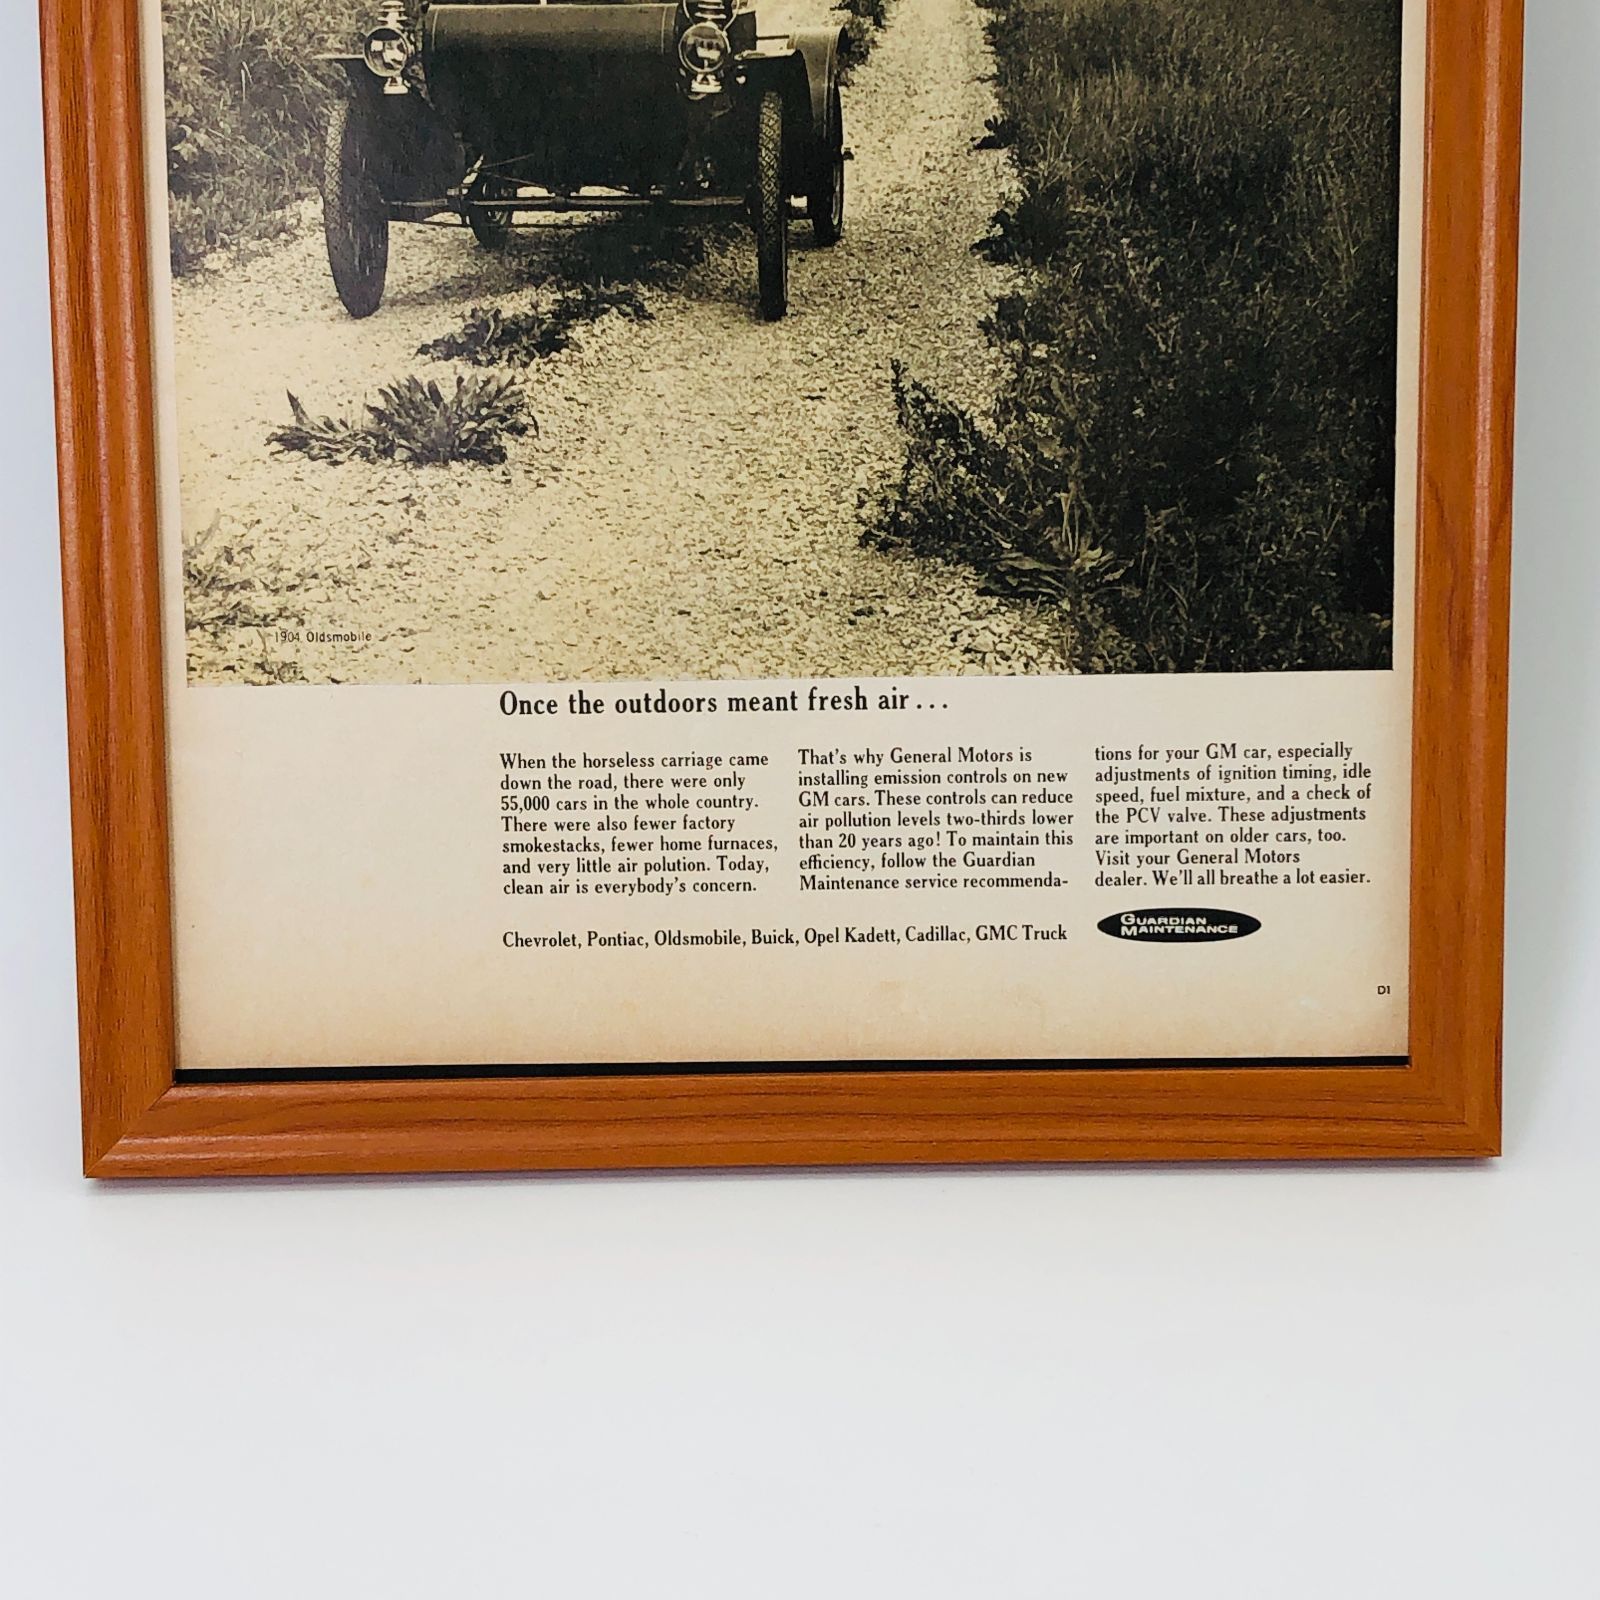 1904 Oldsmobile
Once the outdoors meant fresh air...
When the horseless carriage came
down the road, there were only
55,000 cars in the whole country.
There were also fewer factory
smokestacks, fewer home furnaces,
and very little air polution. Today,
clean air is everybody's concern.
That's why General Motors is
installing emission controls on new
GM cars. These controls can reduce
air pollution levels two-thirds lower
than 20 years ago! To maintain this
efficiency, follow the Guardian
Maintenance service recommenda-
tions for your GM car, especially
adjustments of ignition timing, idle
speed, fuel mixture, and a check of
the PCV valve. These adjustments
are important on older cars, too.
Visit your General Motors
dealer. We'll all breathe a lot easier.
Chevrolet, Pontiac, Oldsmobile, Buick, Opel Kadett, Cadillac, GMC Truck
GUARDIAN
MAINTENANCE
D1